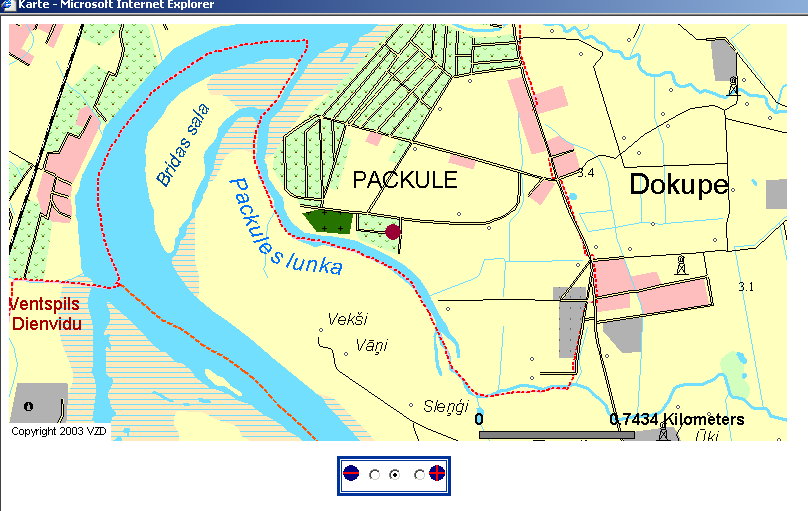 Karte - Microsoft Internet Explorer
Bridas sala
PACKULE
3.4
Dokupe
Packules lunka
3.1
Ventspils
Dienvidu
Vekši
Vāņi
Sleņģi
0
0.7434 Kilometers
Ūķi
Copyright 2003 VZD